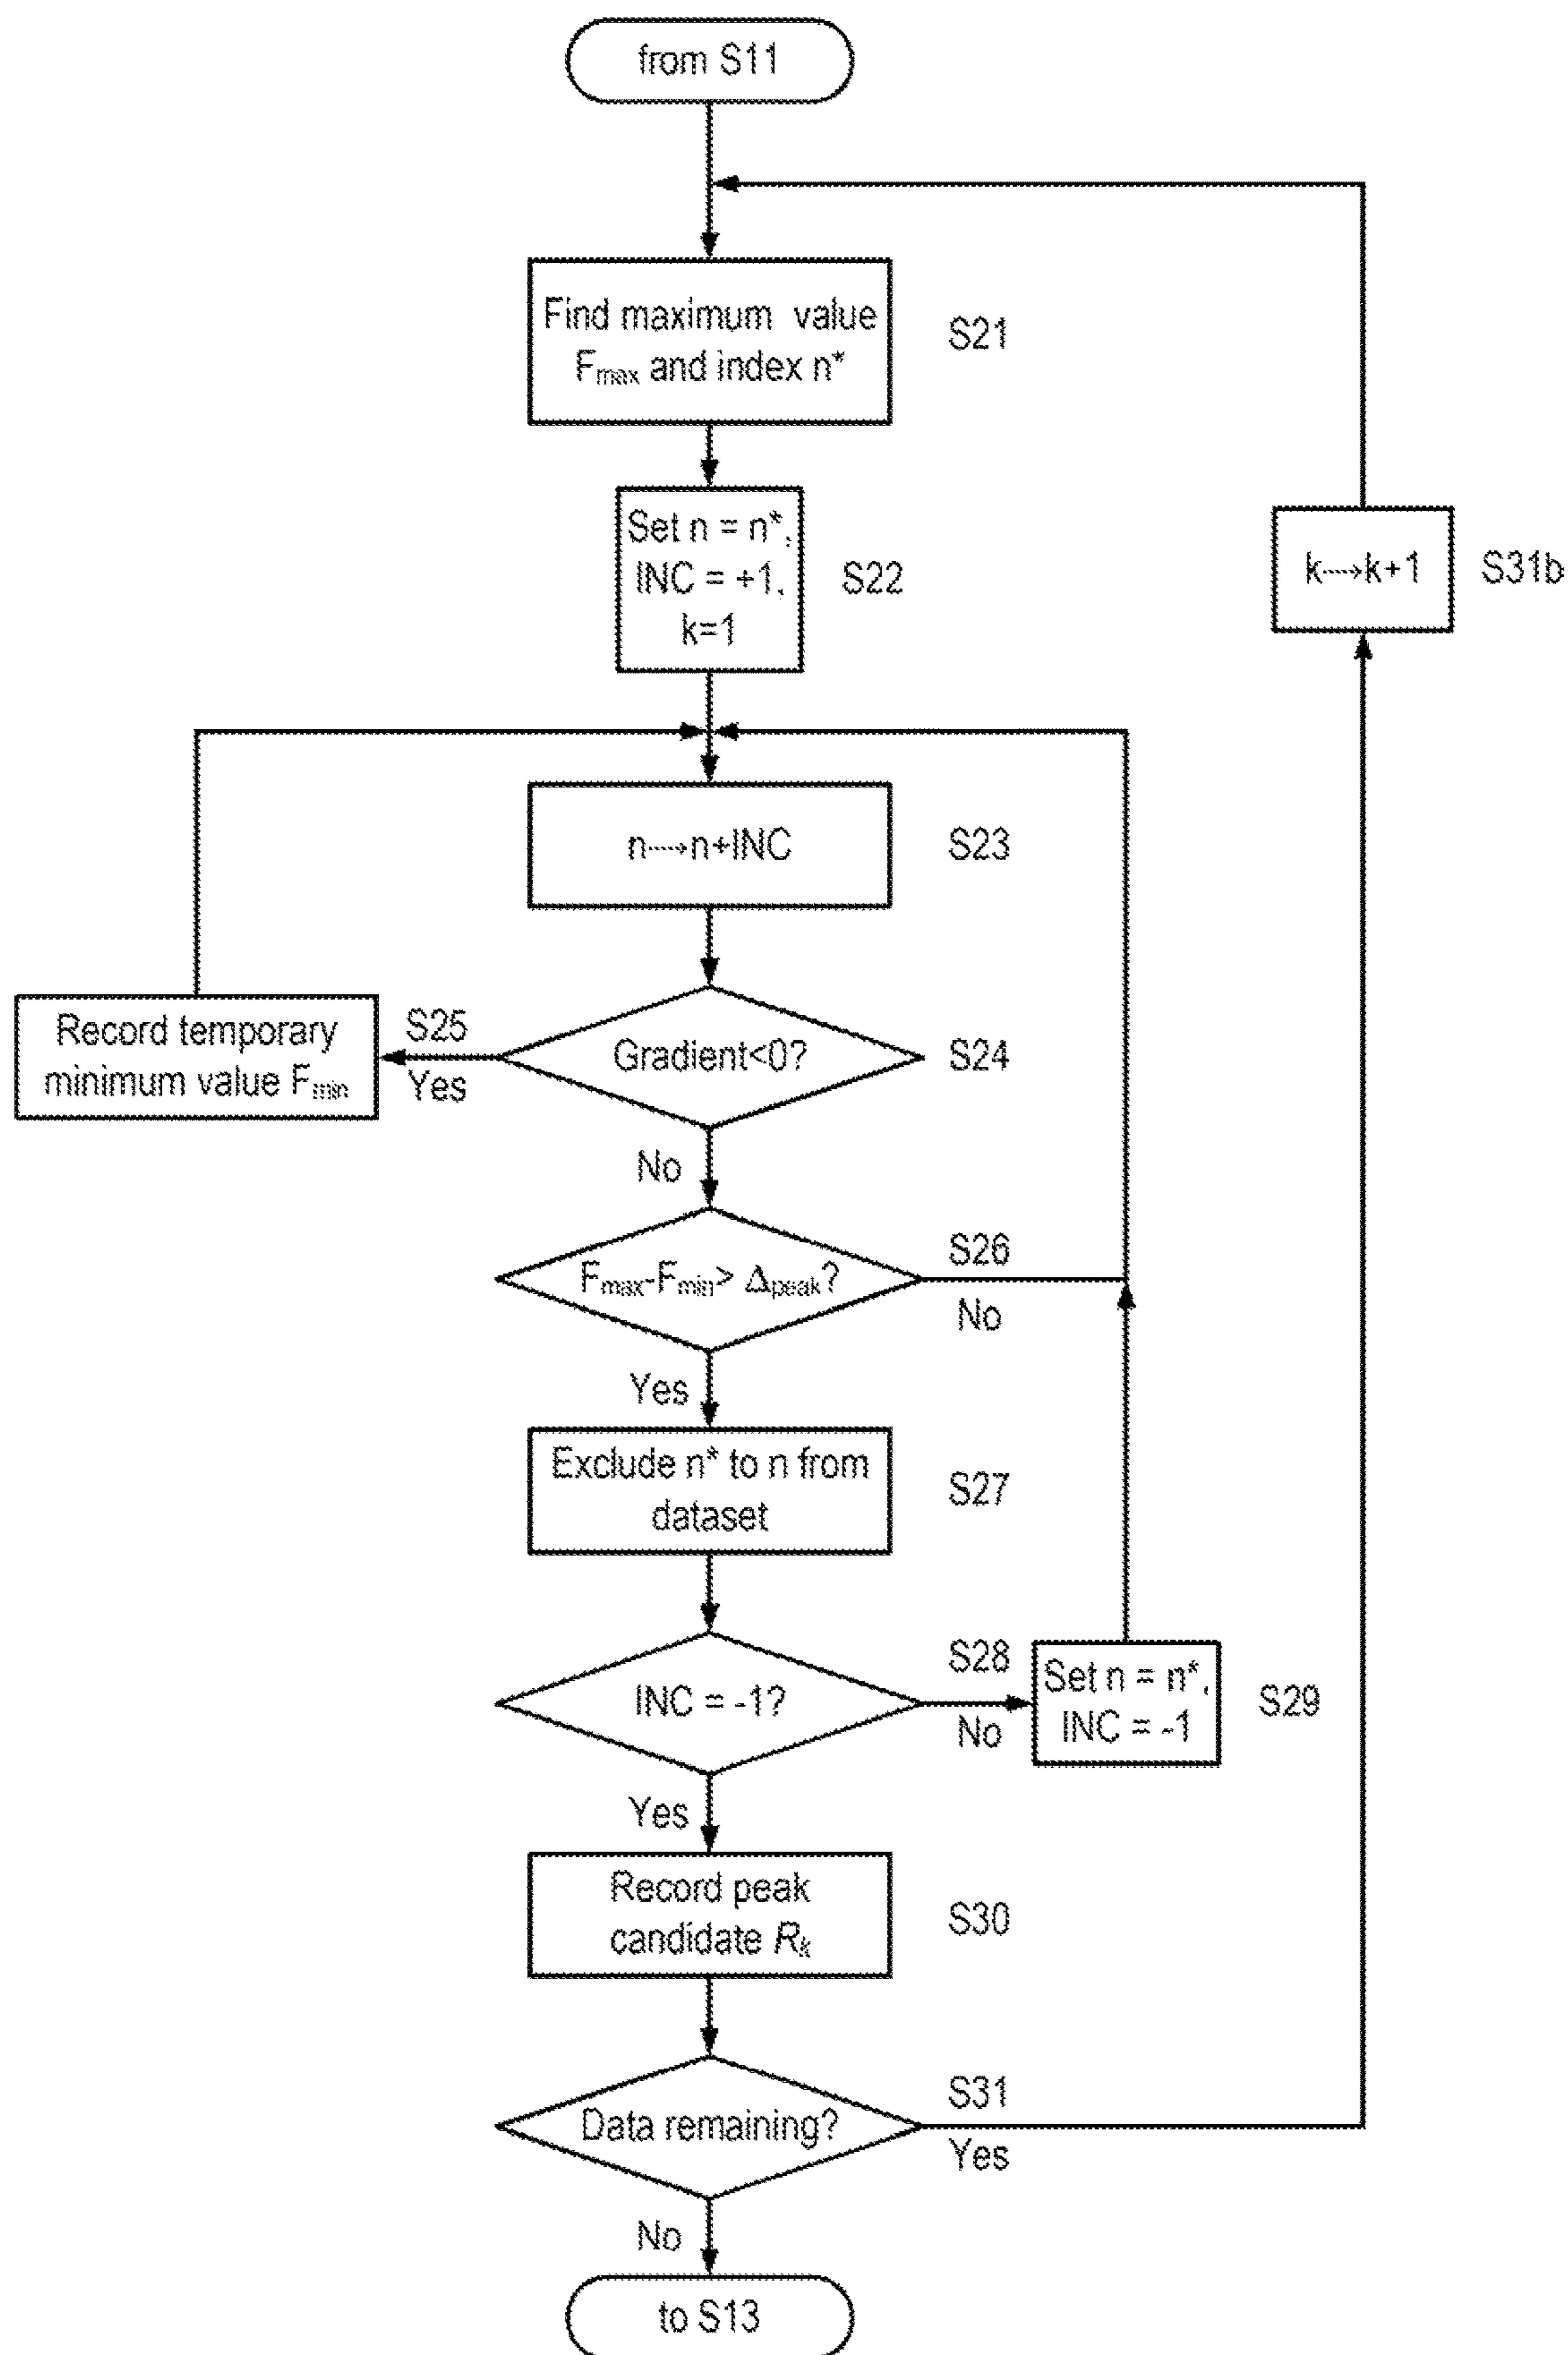 from S11
Find maximum value
Fmax and index n*
S21
Set n = n*,
INC = +1,
k=1
S22
k→k+1
S31b
n→n+INC
S23
Record temporary
minimum value Fmin
S25
Yes
Gradient<0?
S24
No
Fmax-Fmin> Δpeak?
S26
No
Yes
Exclude n* to n from
dataset
S27
INC = -1?
S28
No
Set n = n*,
INC = -1
S29
Yes
Record peak
candidate Rk
S30
Data remaining?
S31
Yes
No
to S13